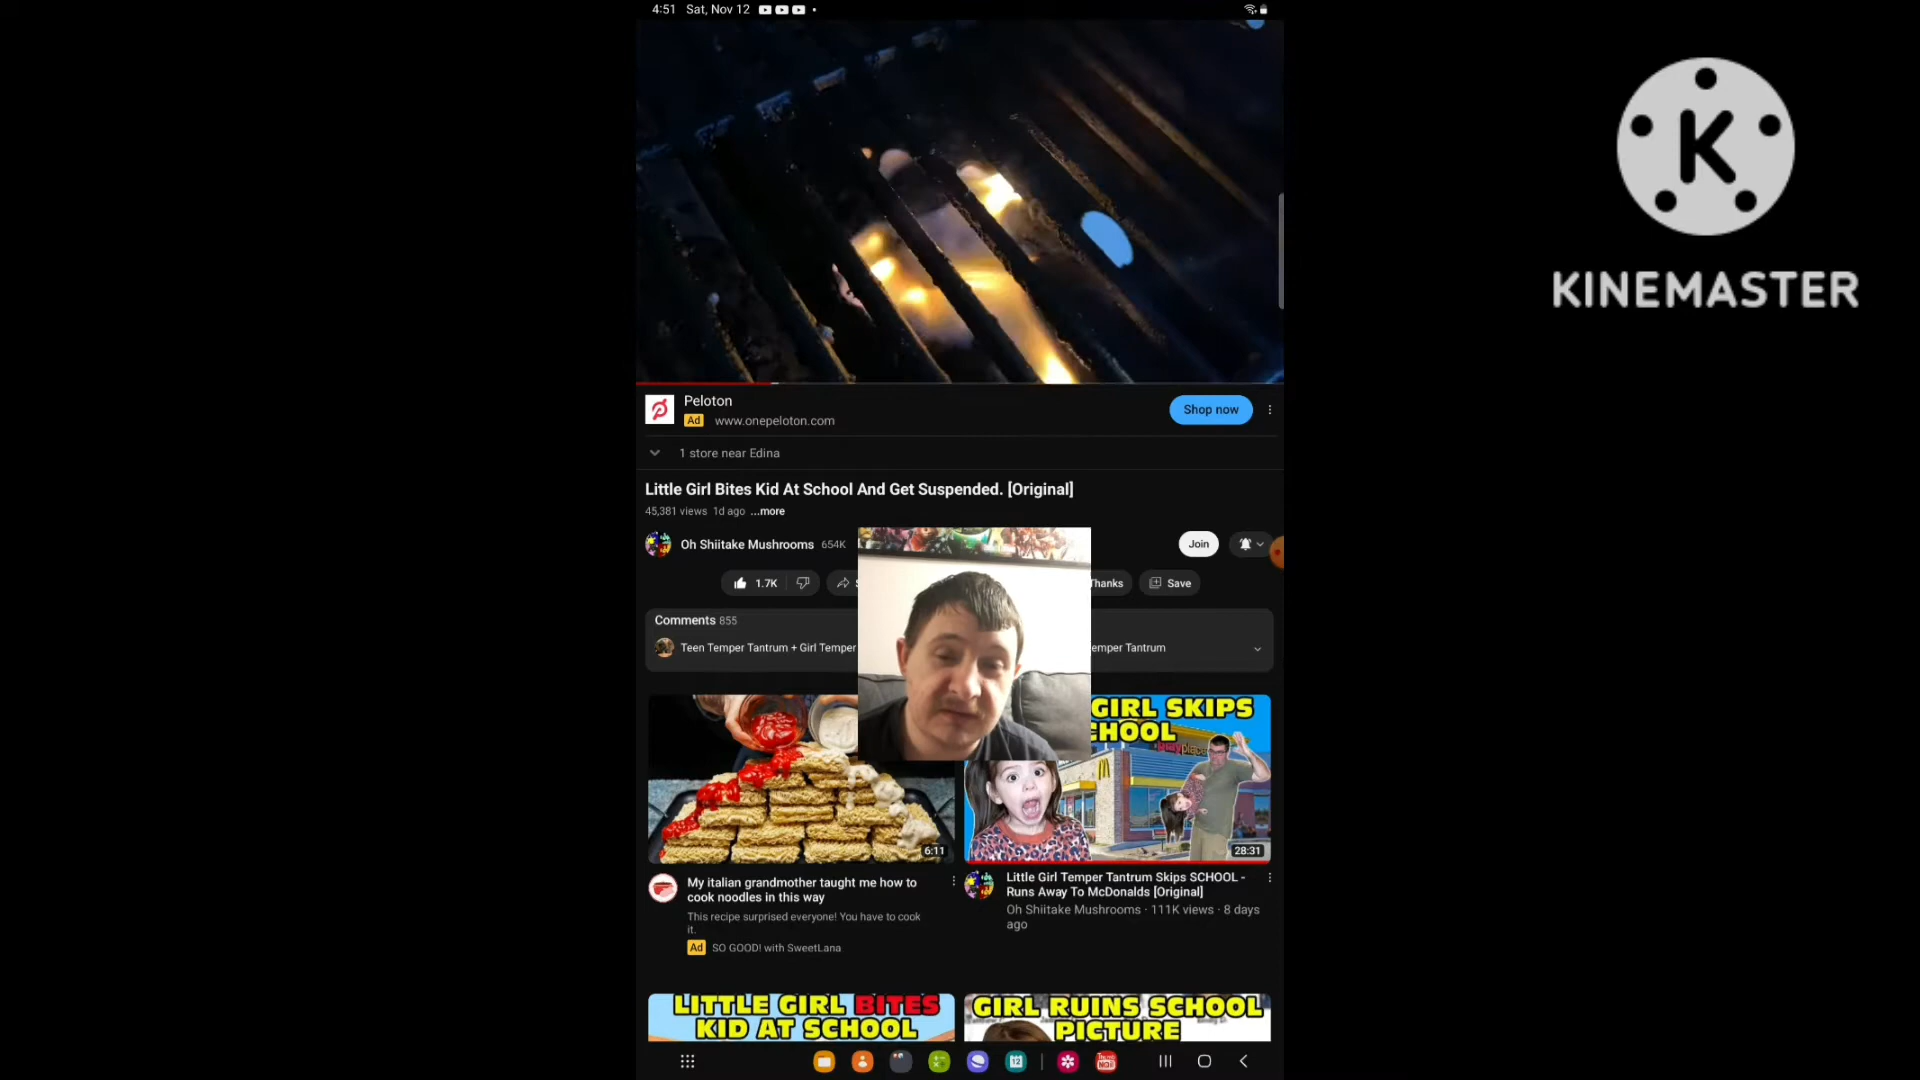 4:51 Sat, Nov 12
K
KINEMASTER
Peloton
Ad www.onepeloton.com
Shop now
1 store near Edina
Little Girl Bites Kid At School And Get Suspended. [Original]
45,381 views 1d ago ...more
Oh Shiitake Mushrooms 654K
Join
1.7K
Thanks
Save
Comments 855
Teen Temper Tantrum + Girl Temper
emper Tantrum
6:11
GIRL SKIPS
HOOL
28:31
My italian grandmother taught me how to
cook noodles in this way
This recipe surprised everyone! You have to cook
it.
Ad SO GOOD! with SweetLana
Little Girl Temper Tantrum Skips SCHOOL -
Runs Away To McDonalds [Original]
Oh Shiitake Mushrooms · 111K views · 8 days
ago
LITTLE GIRL BITES
KID AT SCHOOL
GIRL RUINS SCHOOL
PICTURE
12